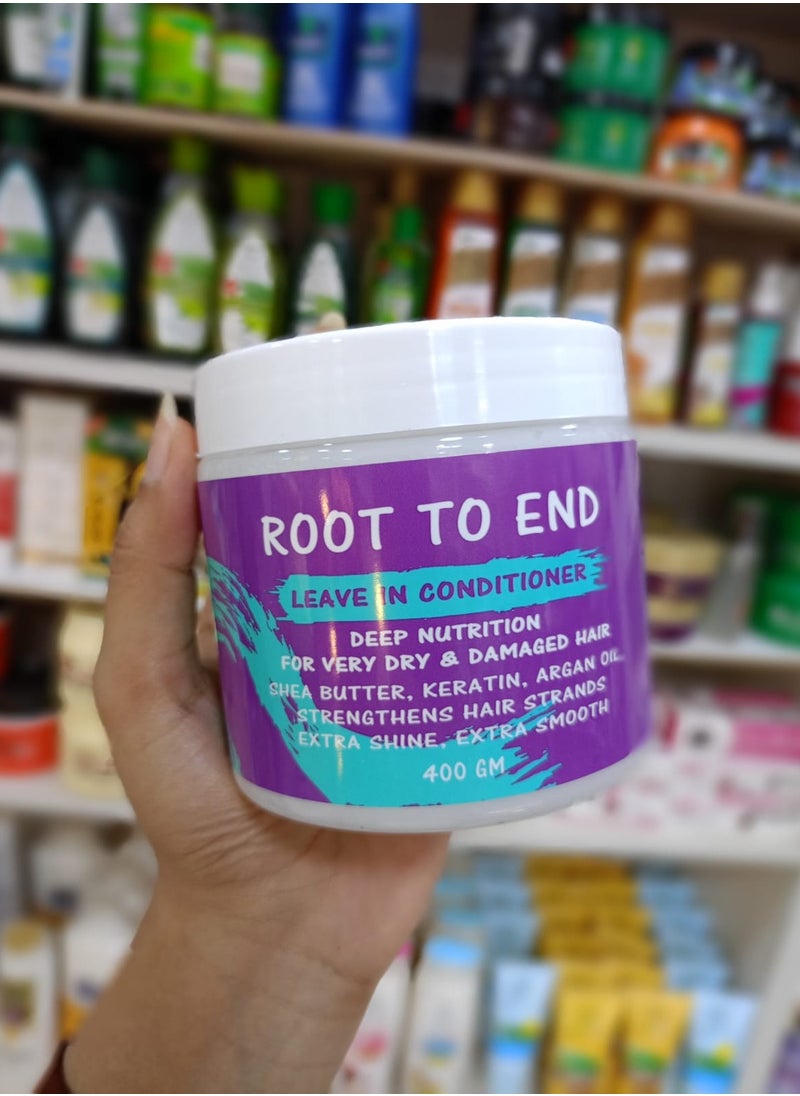 ROOT TO END
LEAVE IN CONDITIONER
DEEP NUTRITION
FOR VERY DRY & DAMAGED HAIR
SHEA BUTTER, KERATIN, ARGAN OIL
STRENGTHENS HAIR STRANDS
EXTRA SHINE, EXTRA SMOOTH
400 GM